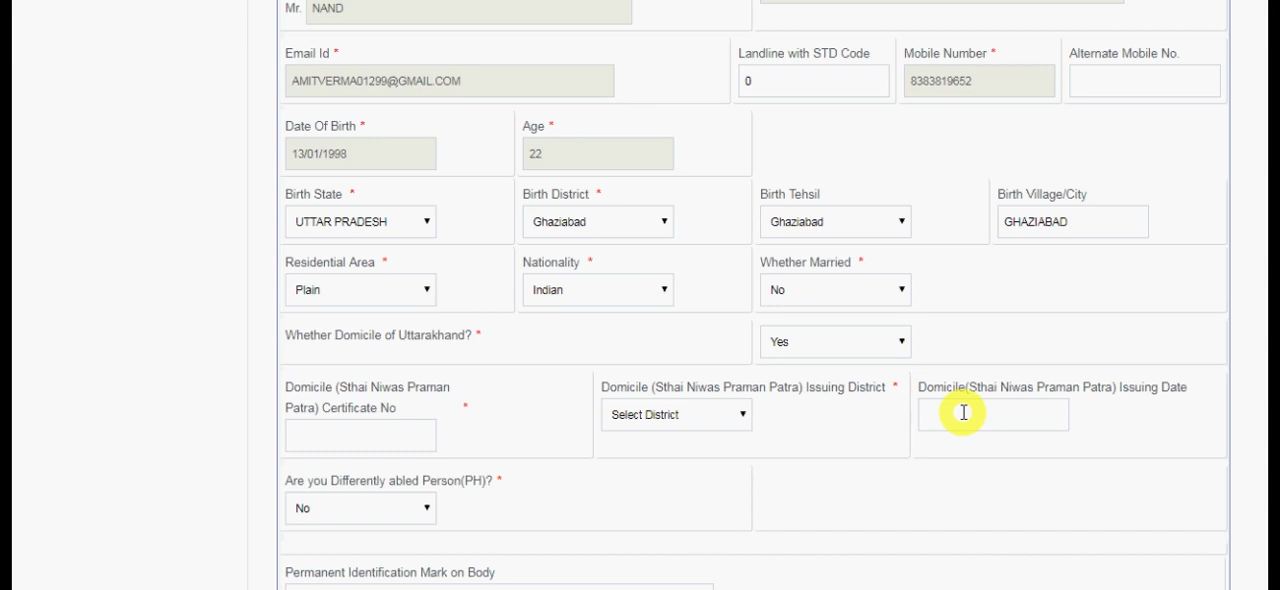 Mr. NAND
Email Id * Landline with STD Code Mobile Number * Alternate Mobile No.
AMITVERMA01299@GMAIL.COM 0 8383819652
Date Of Birth * Age *
13/01/1998 22
Birth State * Birth District * Birth Tehsil Birth Village/City
UTTAR PRADESH Ghaziabad Ghaziabad GHAZIABAD
Residential Area * Nationality * Whether Married *
Plain Indian No
Whether Domicile of Uttarakhand? * Yes
Domicile (Sthai Niwas Praman Patra) Certificate No * Domicile (Sthai Niwas Praman Patra) Issuing District * Domicile(Sthai Niwas Praman Patra) Issuing Date
Select District
Are you Differently abled Person(PH)? *
No
Permanent Identification Mark on Body